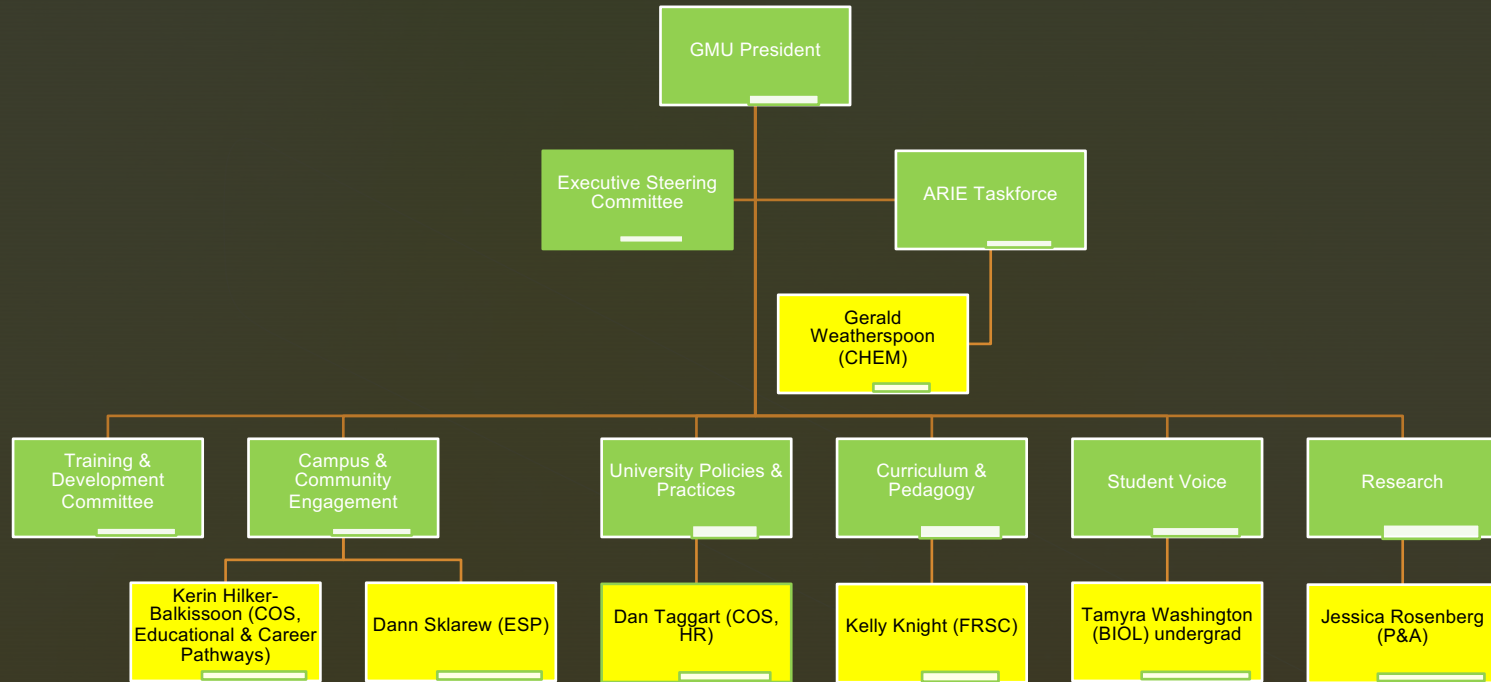 GMU President
Executive Steering
Committee
ARIE Taskforce
Gerald
Weatherspoon
(CHEM)
Training &
Development
Committee
Campus &
Community
Engagement
University Policies &
Practices
Curriculum &
Pedagogy
Student Voice
Research
Kerin Hilker-
Balkissoon (COS,
Educational & Career
Pathways)
Dann Sklarew (ESP)
Dan Taggart (COS,
HR)
Kelly Knight (FRSC)
Tamyra Washington
(BIOL) undergrad
Jessica Rosenberg
(P&A)